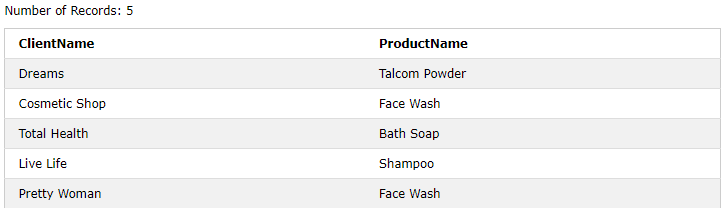 Number of Records: 5
ClientName ProductName
Dreams Talcom Powder
Cosmetic Shop Face Wash
Total Health Bath Soap
Live Life Shampoo
Pretty Woman Face Wash